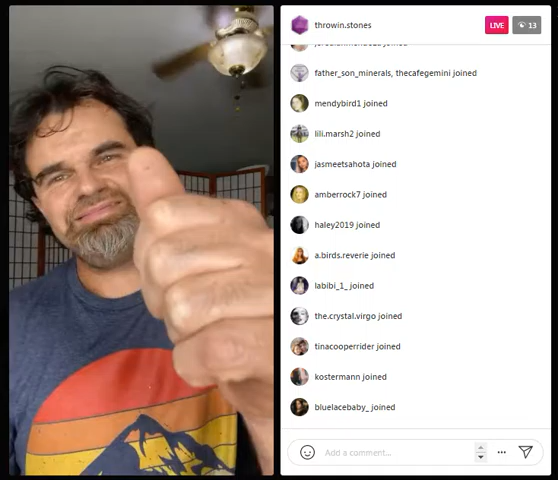 throwin.stones
LIVE
13
father_son_minerals, thecafegemini joined
mendybird1 joined
lili.marsh2 joined
jasmeetsahota joined
amberrock7 joined
haley2019 joined
a.birds.reverie joined
labibi_1_ joined
the.crystal.virgo joined
tinacooperrider joined
kostermann joined
bluelacebaby_ joined
Add a comment...